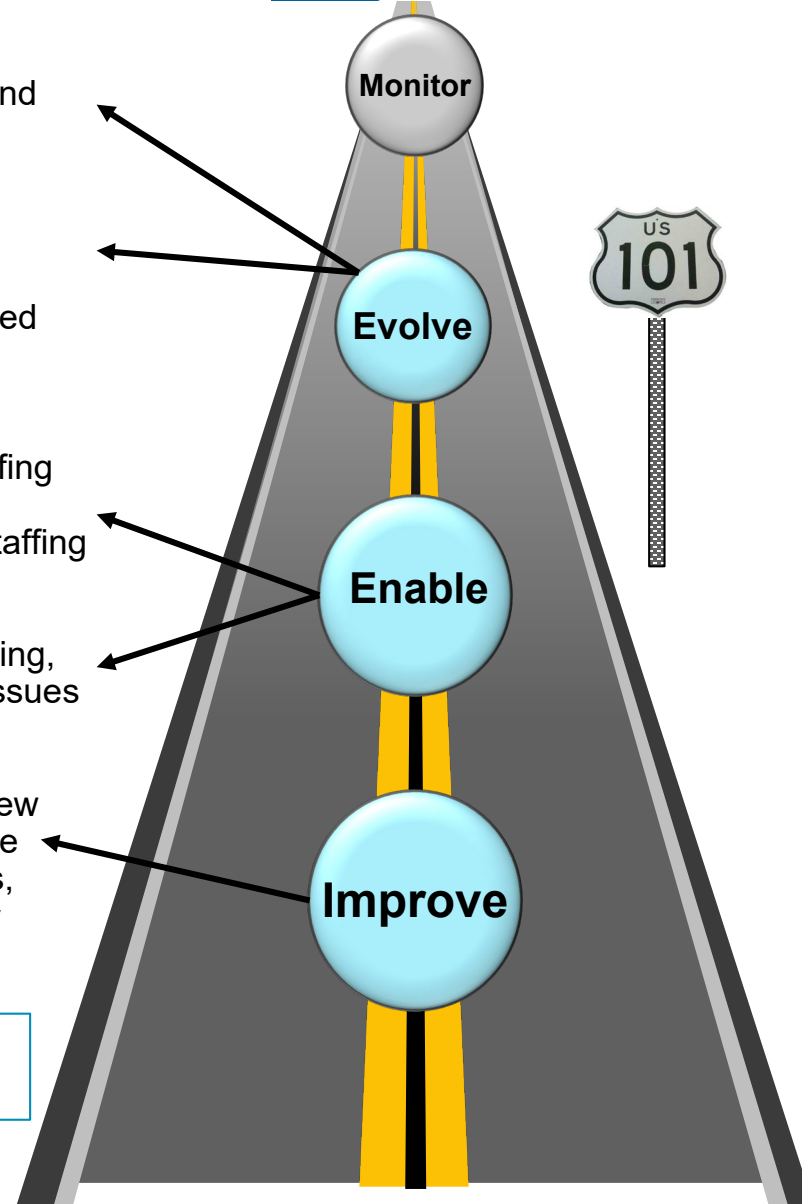 Monitor
nd
US
101
Evolve
ed
fing
taffing
Enable
ing,
ssues
ew
e
s,
Improve